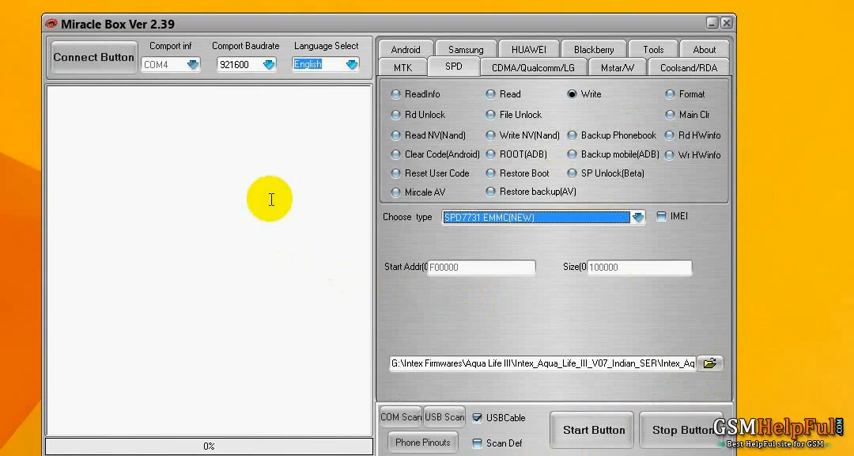 Miracle Box Ver 2.39
Connect Button
Comport inf
COM4
Comport Baudrate
921600
Language Select
English
Android
Samsung
HUAWEI
Blackberry
Tools
About
MTK
SPD
CDMA/Qualcomm/LG
Mstar/W
Coolsand/RDA
ReadInfo
Read
Write
Format
Rd Unlock
File Unlock
Main Clr
Read NV(Nand)
Write NV(Nand)
Backup Phonebook
Rd HWinfo
Clear Code(Android)
ROOT(ADB)
Backup mobile(ADB)
Wr HWinfo
Reset User Code
Restore Boot
SP Unlock(Beta)
Mircale AV
Restore backup(AV)
Choose type
SPD7731 EMMC(NEW)
IMEI
Start Addr(0
F00000
Size(0
100000
G:\Intex Firmwares\Aqua Life III\Intex_Aqua_Life_III_V07_Indian_SER\Intex_Aq
COM Scan
USB Scan
USBCable
Start Button
Stop Button
Phone Pinouts
Scan Def
0%
GSMHelpFul.COM
Best HelpFul site for GSM